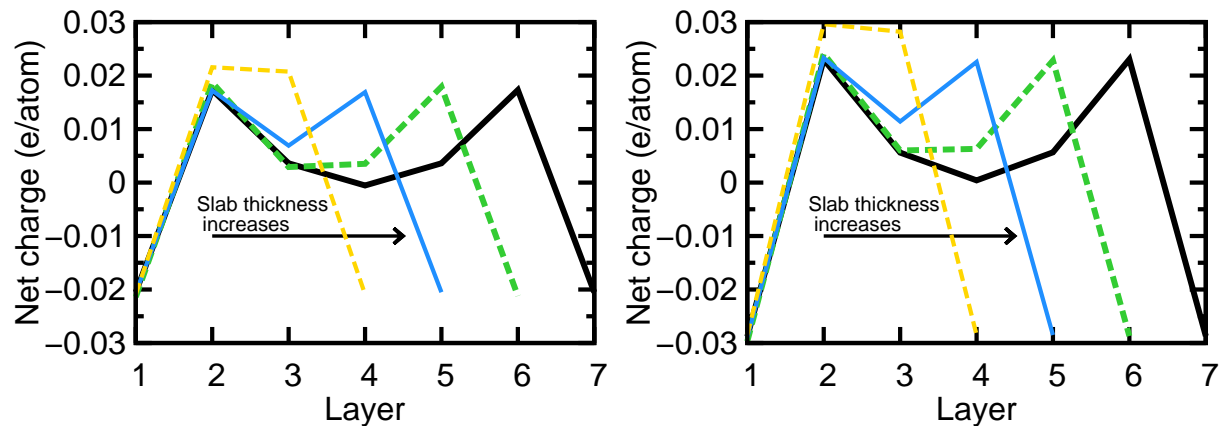 0.03
0.02
0.01
0
−0.01
−0.02
−0.03
Net charge (e/atom)
Slab thickness
increases
1 2 3 4 5 6 7
Layer
0.03
0.02
0.01
0
−0.01
−0.02
−0.03
Net charge (e/atom)
Slab thickness
increases
1 2 3 4 5 6 7
Layer